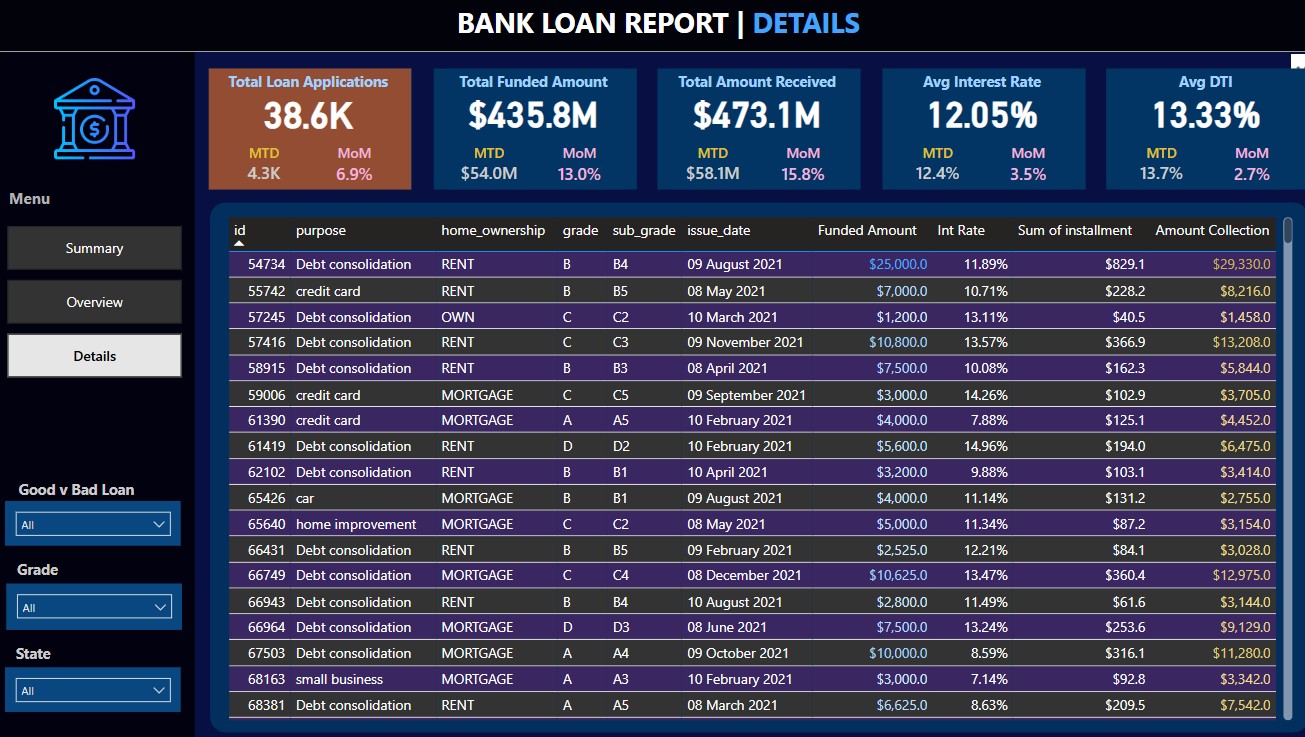 BANK LOAN REPORT | DETAILS
Total Loan Applications
38.6K
MTD MoM
4.3K 6.9%
Total Funded Amount
$435.8M
MTD MoM
$54.0M 13.0%
Total Amount Received
$473.1M
MTD MoM
$58.1M 15.8%
Avg Interest Rate
12.05%
MTD MoM
12.4% 3.5%
Avg DTI
13.33%
MTD MoM
13.7% 2.7%
$
Menu
Summary
Overview
Details
Good v Bad Loan
All
Grade
All
State
All
id purpose home_ownership grade sub_grade issue_date Funded Amount Int Rate Sum of installment Amount Collection
54734 Debt consolidation RENT B B4 09 August 2021 $25,000.0 11.89% $829.1 $29,330.0
55742 credit card RENT B B5 08 May 2021 $7,000.0 10.71% $228.2 $8,216.0
57245 Debt consolidation OWN C C2 10 March 2021 $1,200.0 13.11% $40.5 $1,458.0
57416 Debt consolidation RENT C C3 09 November 2021 $10,800.0 13.57% $366.9 $13,208.0
58915 Debt consolidation RENT B B3 08 April 2021 $7,500.0 10.08% $162.3 $5,844.0
59006 credit card MORTGAGE C C5 09 September 2021 $3,000.0 14.26% $102.9 $3,705.0
61390 credit card MORTGAGE A A5 10 February 2021 $4,000.0 7.88% $125.1 $4,452.0
61419 Debt consolidation RENT D D2 10 February 2021 $5,600.0 14.96% $194.0 $6,475.0
62102 Debt consolidation RENT B B1 10 April 2021 $3,200.0 9.88% $103.1 $3,414.0
65426 car MORTGAGE B B1 09 August 2021 $4,000.0 11.14% $131.2 $2,755.0
65640 home improvement MORTGAGE C C2 08 May 2021 $5,000.0 11.34% $87.2 $3,154.0
66431 Debt consolidation RENT B B5 09 February 2021 $2,525.0 12.21% $84.1 $3,028.0
66749 Debt consolidation MORTGAGE C C4 08 December 2021 $10,625.0 13.47% $360.4 $12,975.0
66943 Debt consolidation RENT B B4 10 August 2021 $2,800.0 11.49% $61.6 $3,144.0
66964 Debt consolidation MORTGAGE D D3 08 June 2021 $7,500.0 13.24% $253.6 $9,129.0
67503 Debt consolidation MORTGAGE A A4 09 October 2021 $10,000.0 8.59% $316.1 $11,280.0
68163 small business MORTGAGE A A3 10 February 2021 $3,000.0 7.14% $92.8 $3,342.0
68381 Debt consolidation RENT A A5 08 March 2021 $6,625.0 8.63% $209.5 $7,542.0